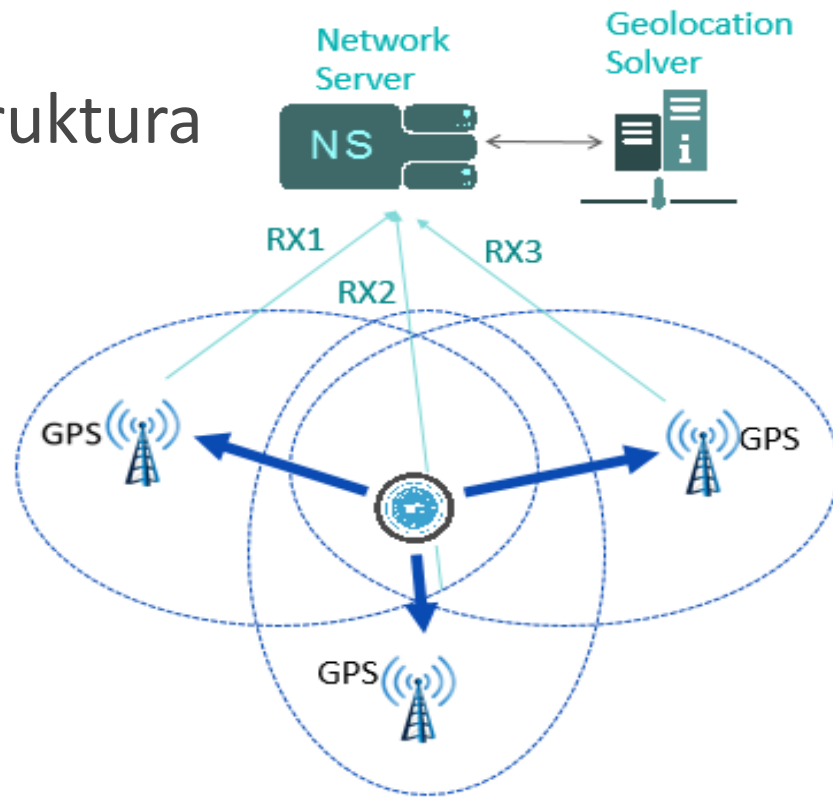 Network
Server
Geolocation
Solver
ruktura
NS
i
RX1
RX3
RX2
GPS
GPS
GPS